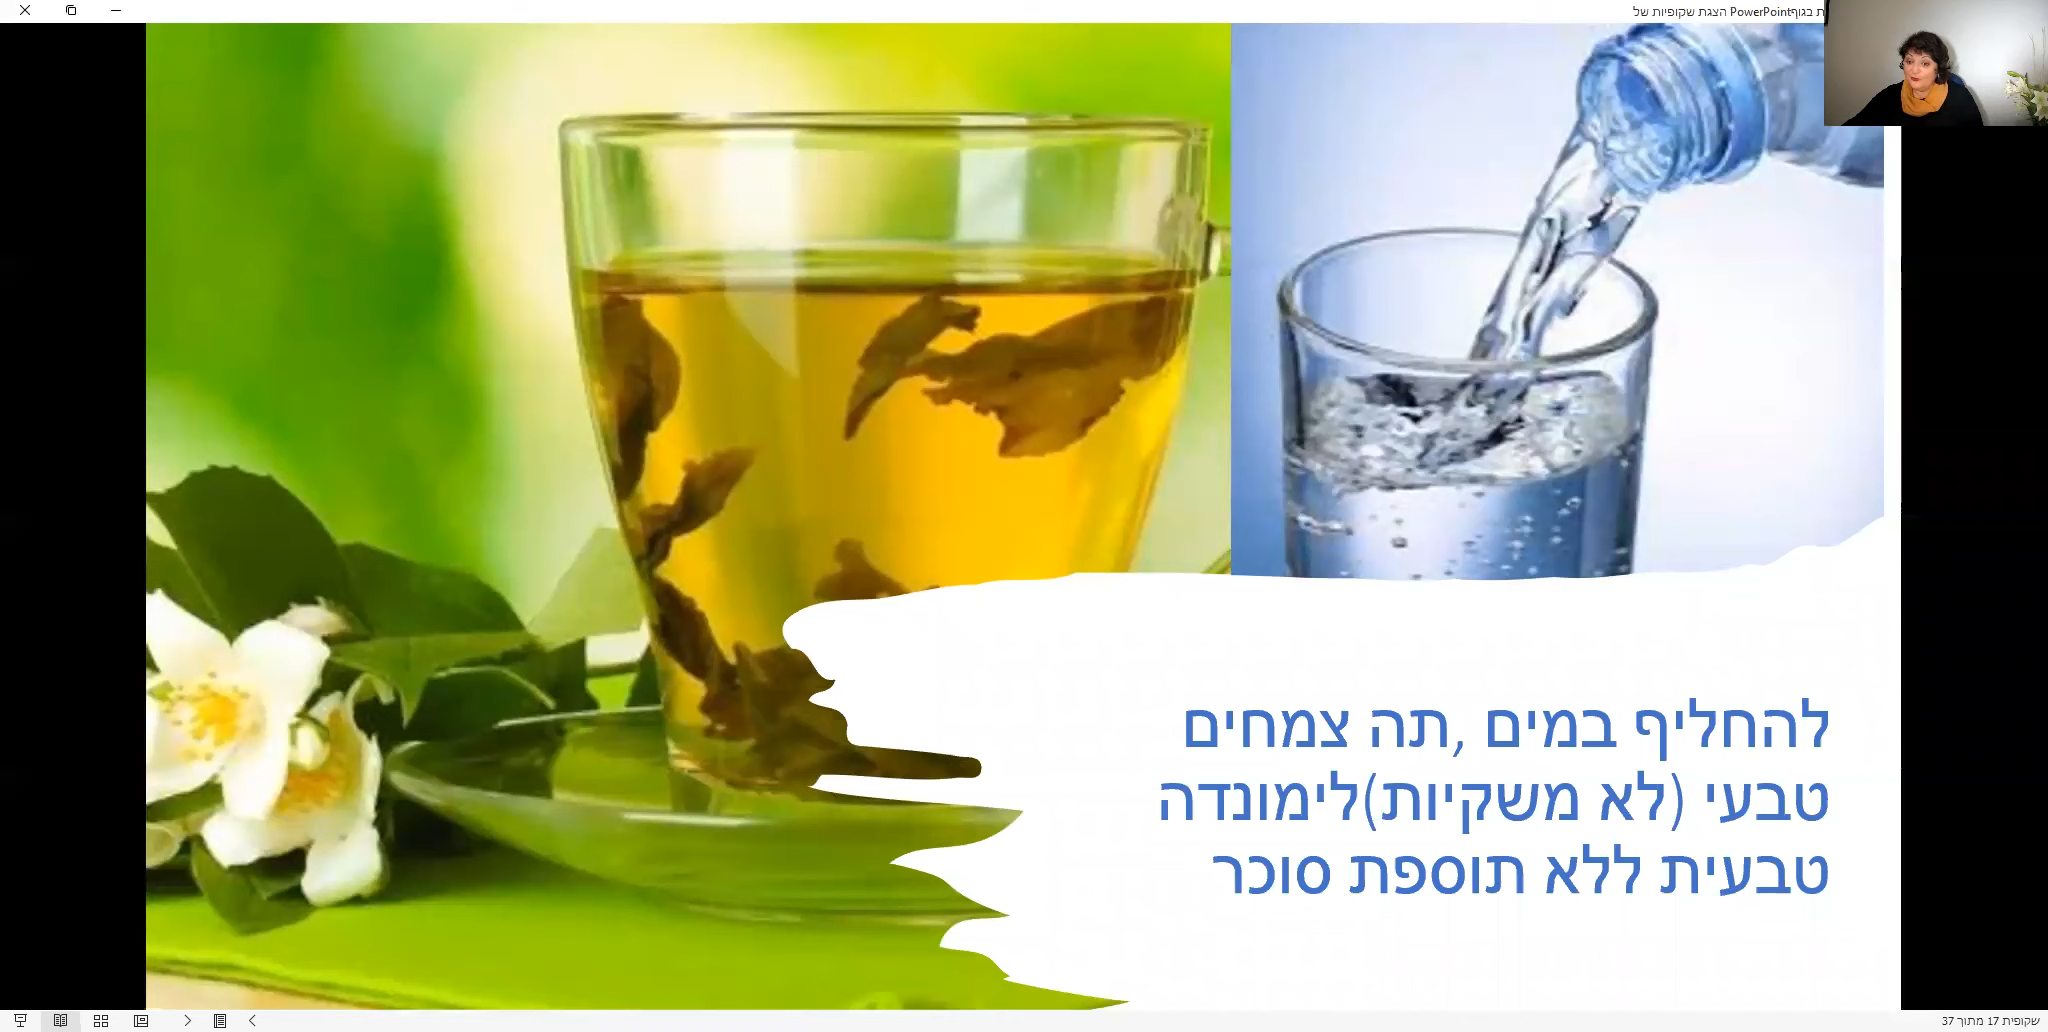 הצגת שקופיות של PowerPoint
להחליף במים ,תה צמחים
טבעי (לא משקיות)לימונדה
טבעית ללא תוספת סוכר
שקופית 17 מתוך 37